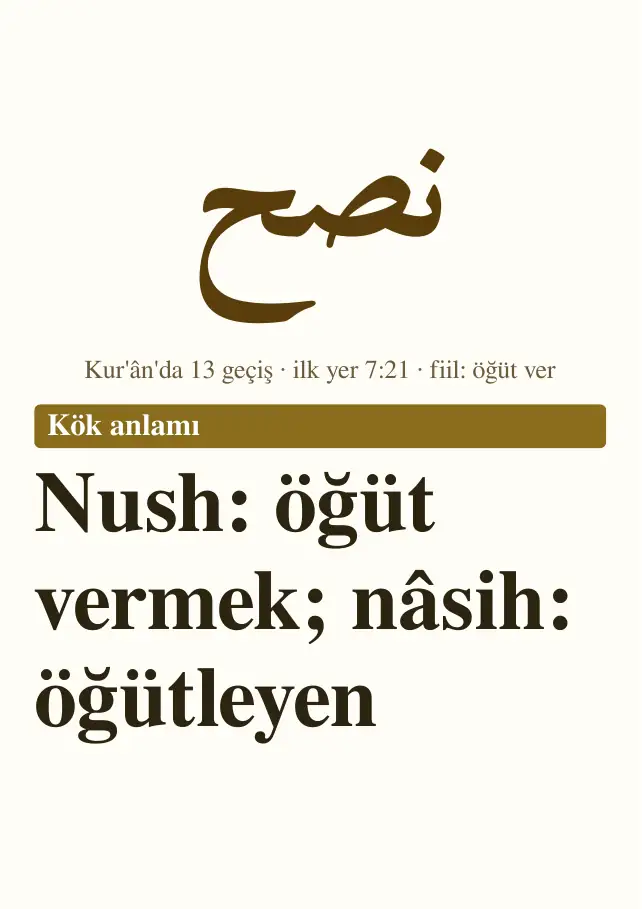 نصح
Kur'ân'da 13 geçiş · ilk yer 7:21 · fiil: öğüt ver
Kök anlamı
Nush: öğüt
vermek; nâsih:
öğütleyen